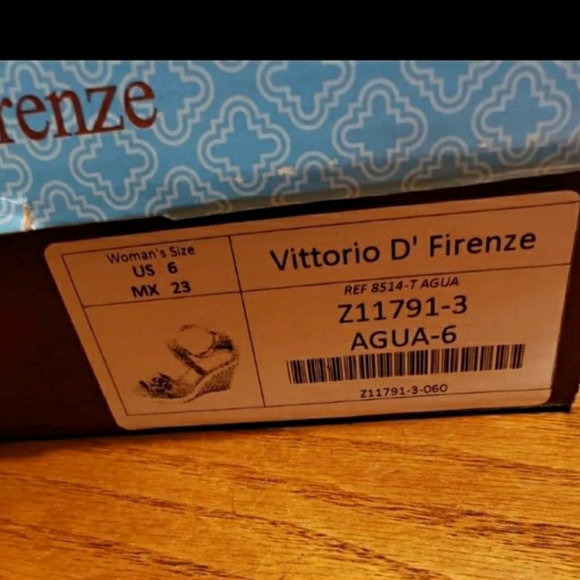 renze
Woman's Size
US 6
MX 23
Vittorio D' Firenze
REF 8514-T AGUA
Z11791-3
AGUA-6
Z11791-3-060